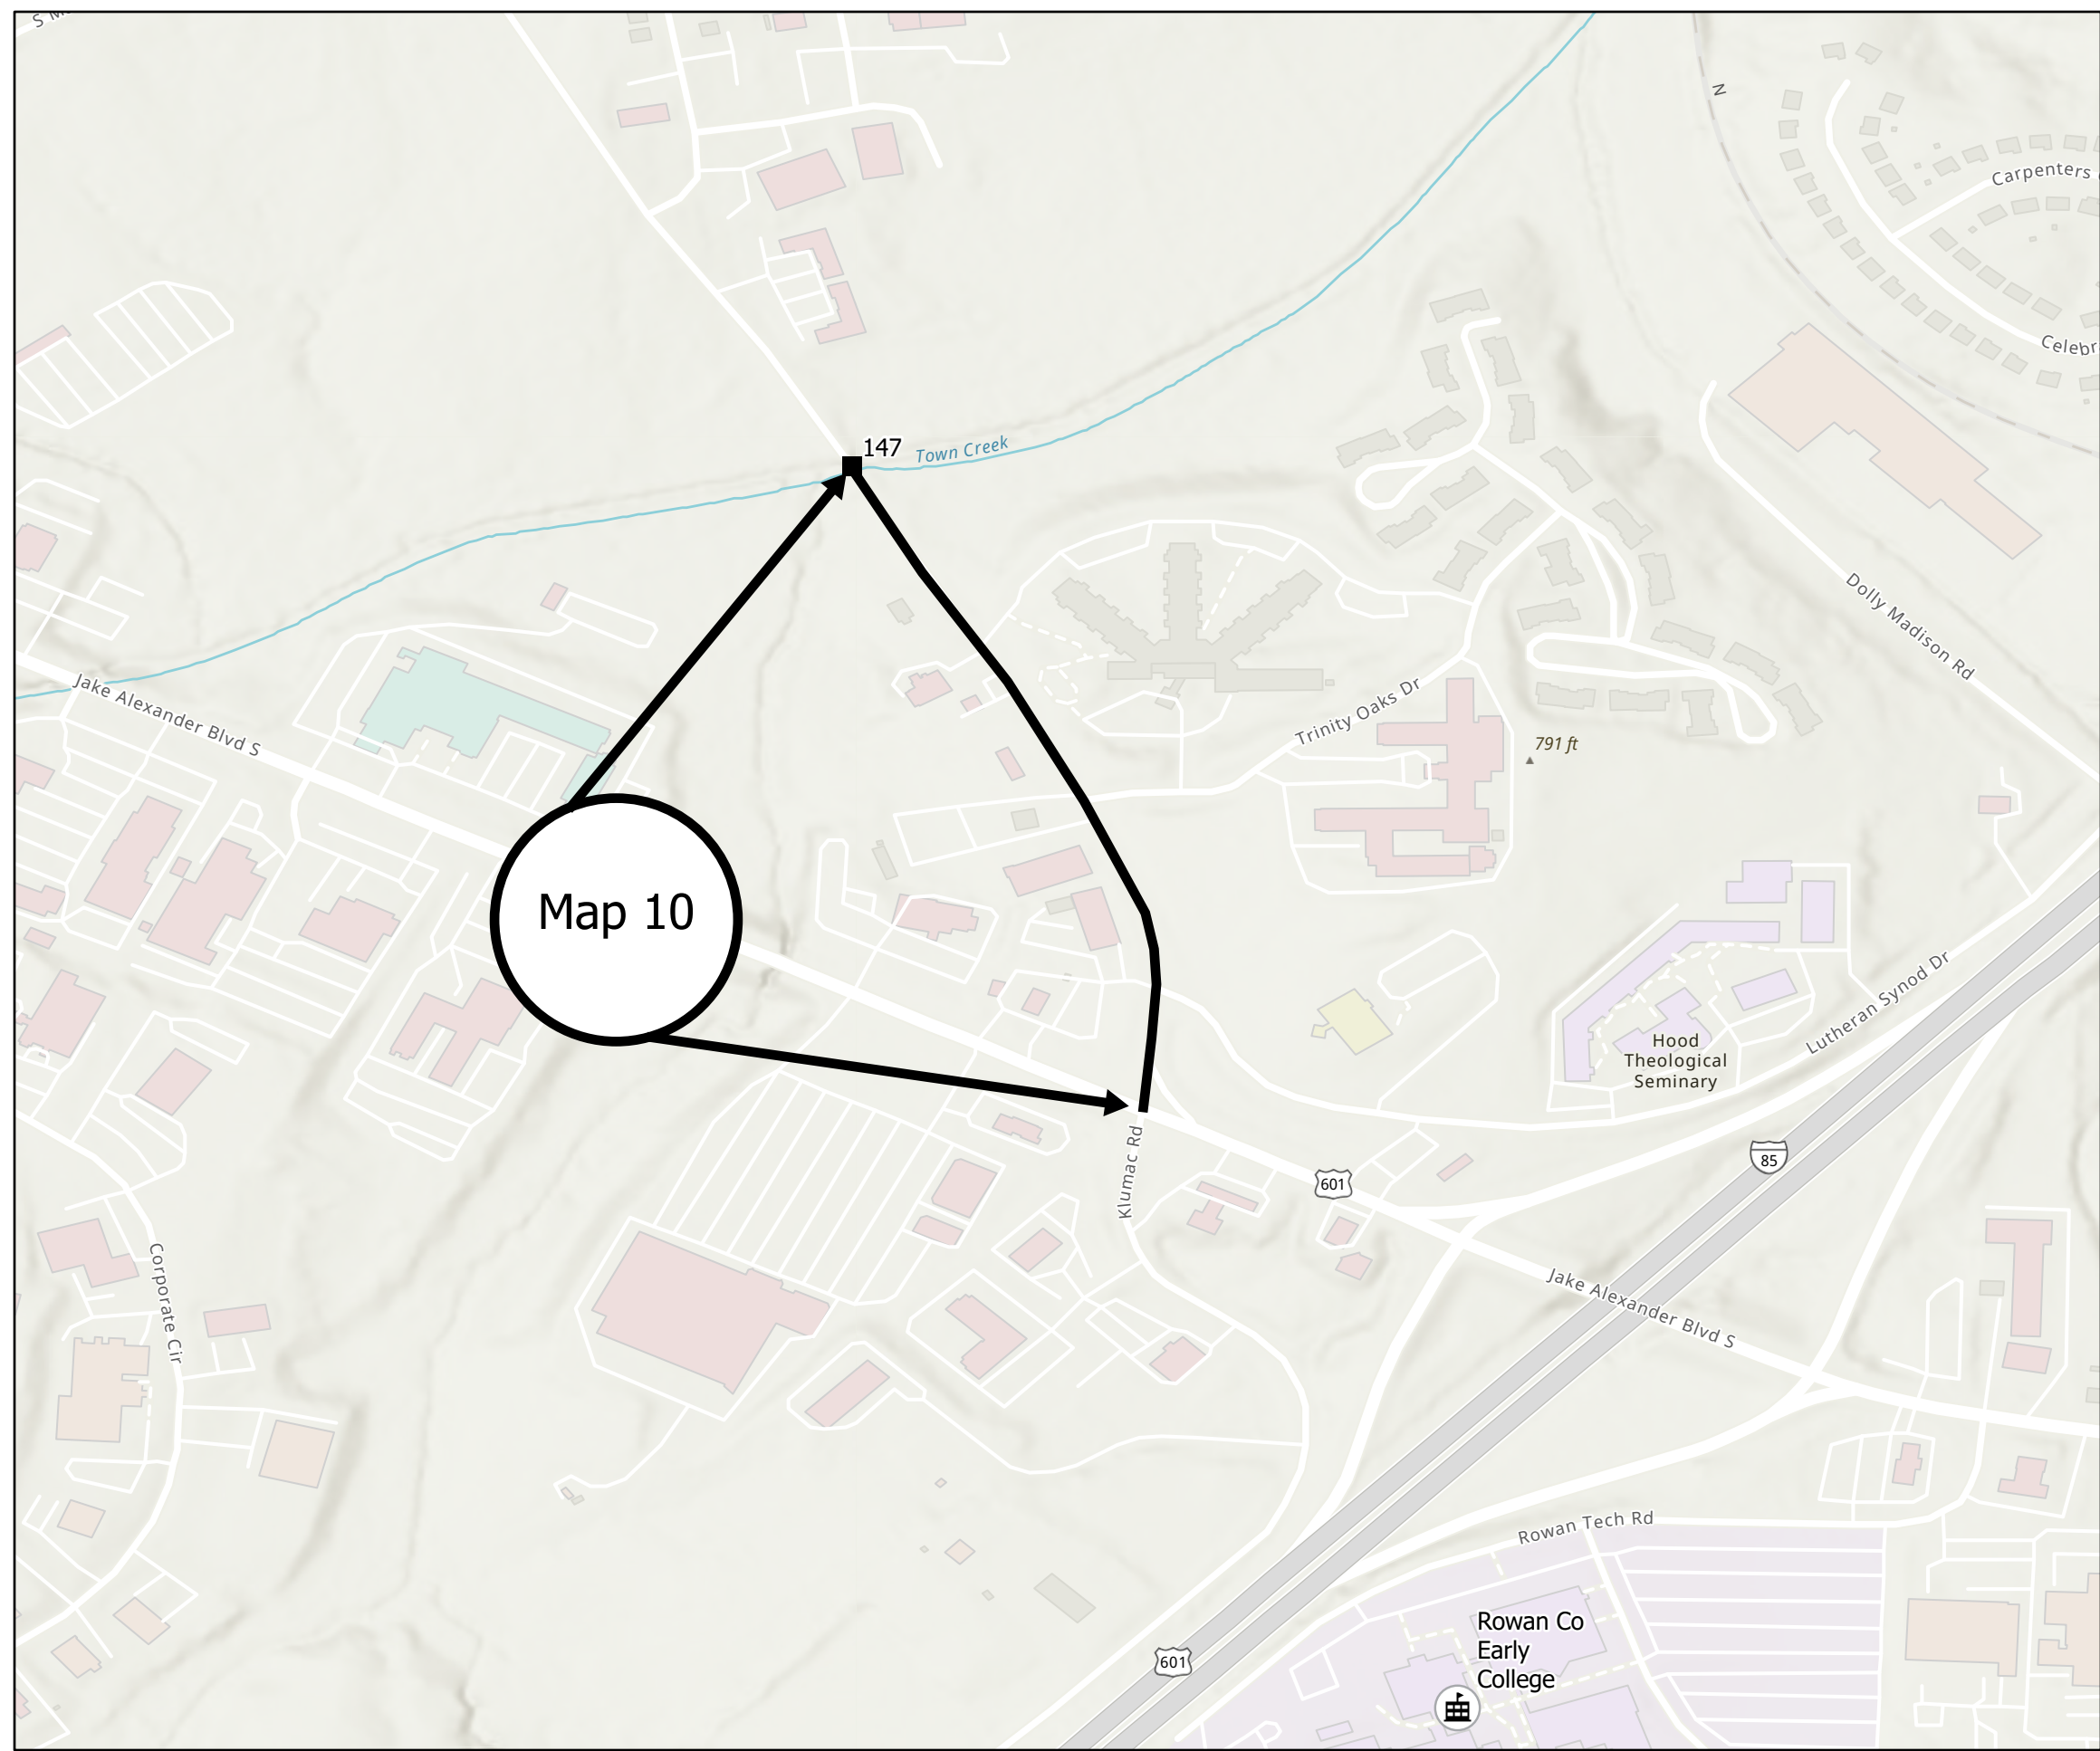 S M
N
Carpenters
Celebr
147
Town Creek
Dolly Madison Rd
Jake Alexander Blvd S
Trinity Oaks Dr
791 ft
Map 10
Lutheran Synod Dr
Hood
Theological
Seminary
Klumac Rd
85
601
Corporate Cir
Jake Alexander Blvd S
Rowan Tech Rd
Rowan Co
Early
College
601